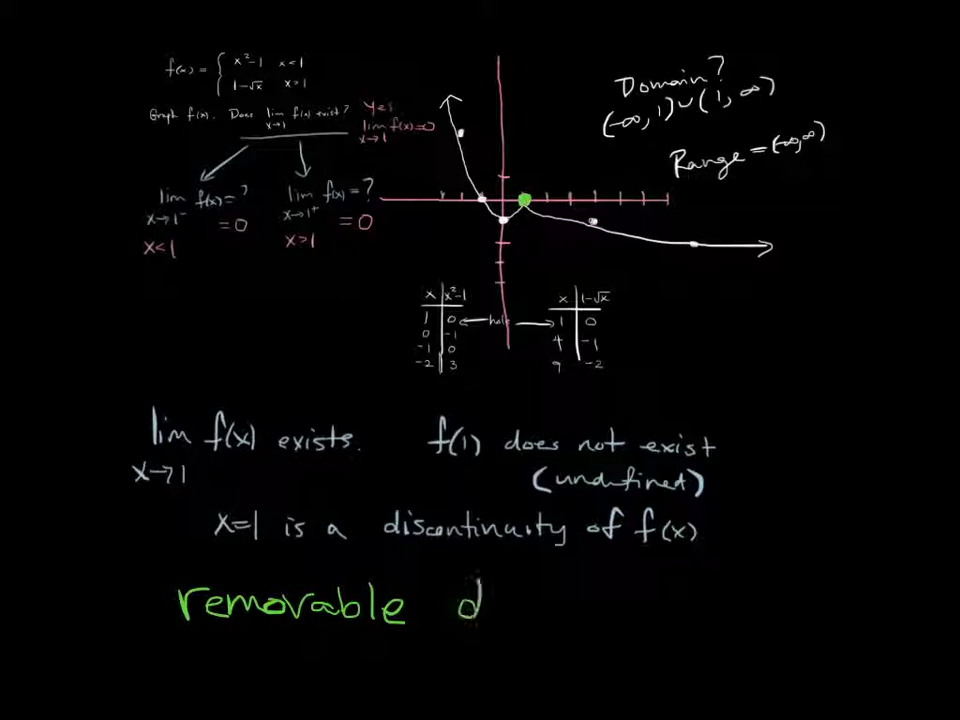 f(x) = { x²-1 x<1
1-√x x>1
Graph f(x). Does lim f(x) exist?
x→1
Yes!
lim f(x)=0
x→1
lim f(x)=?
x→1⁻ =0
x<1
lim f(x)=?
x→1⁺ =0
x>1
Domain?
(-∞, 1)∪(1, ∞)
Range = (-∞,∞)
x x²-1
1 0
0 -1
-1 0
-2 3
hole
x 1-√x
1 0
4 -1
9 -2
lim f(x) exists. f(1) does not exist
x→1 (undefined)
x=1 is a discontinuity of f(x)
removable d